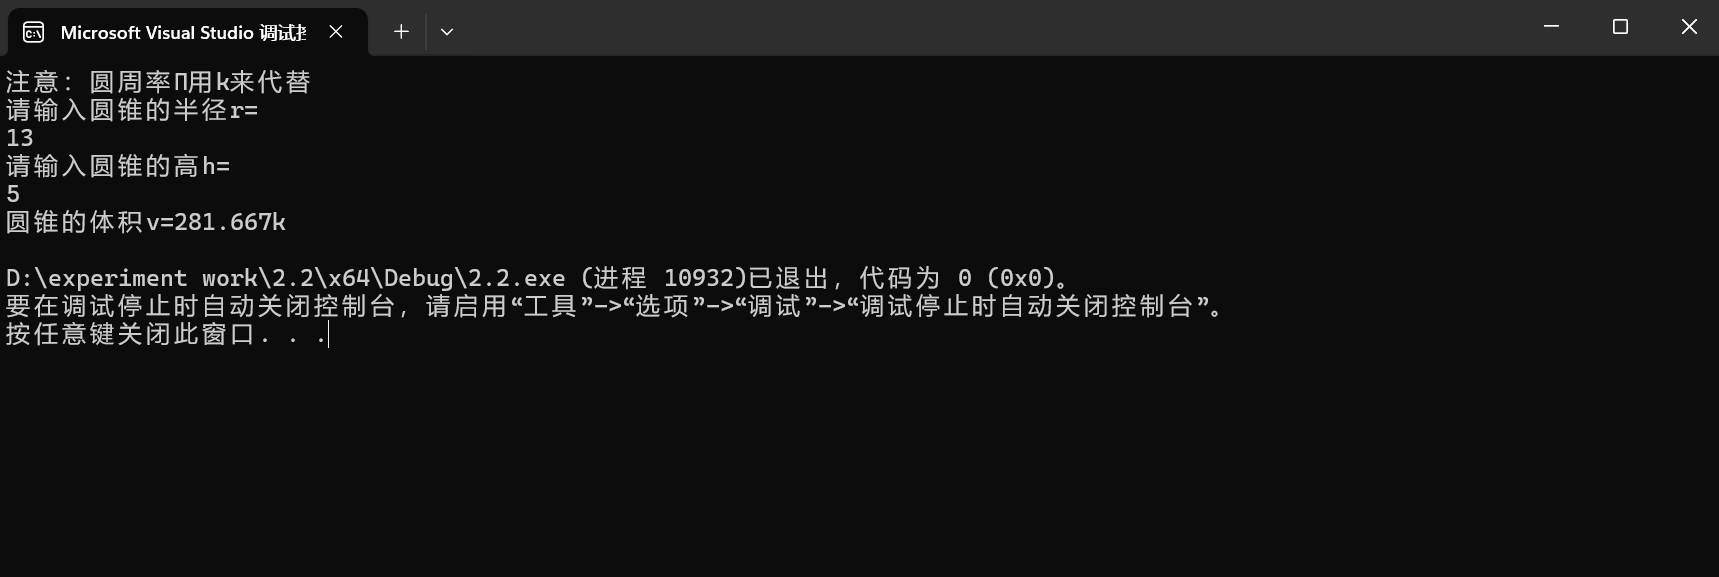 Microsoft Visual Studio 调试
注意：圆周率Π用k来代替
请输入圆锥的半径r=
13
请输入圆锥的高h=
5
圆锥的体积v=281.667k
D:\experiment work\2.2\x64\Debug\2.2.exe (进程 10932)已退出，代码为 0 (0x0)。
要在调试停止时自动关闭控制台，请启用“工具”->“选项”->“调试”->“调试停止时自动关闭控制台”。
按任意键关闭此窗口. . .